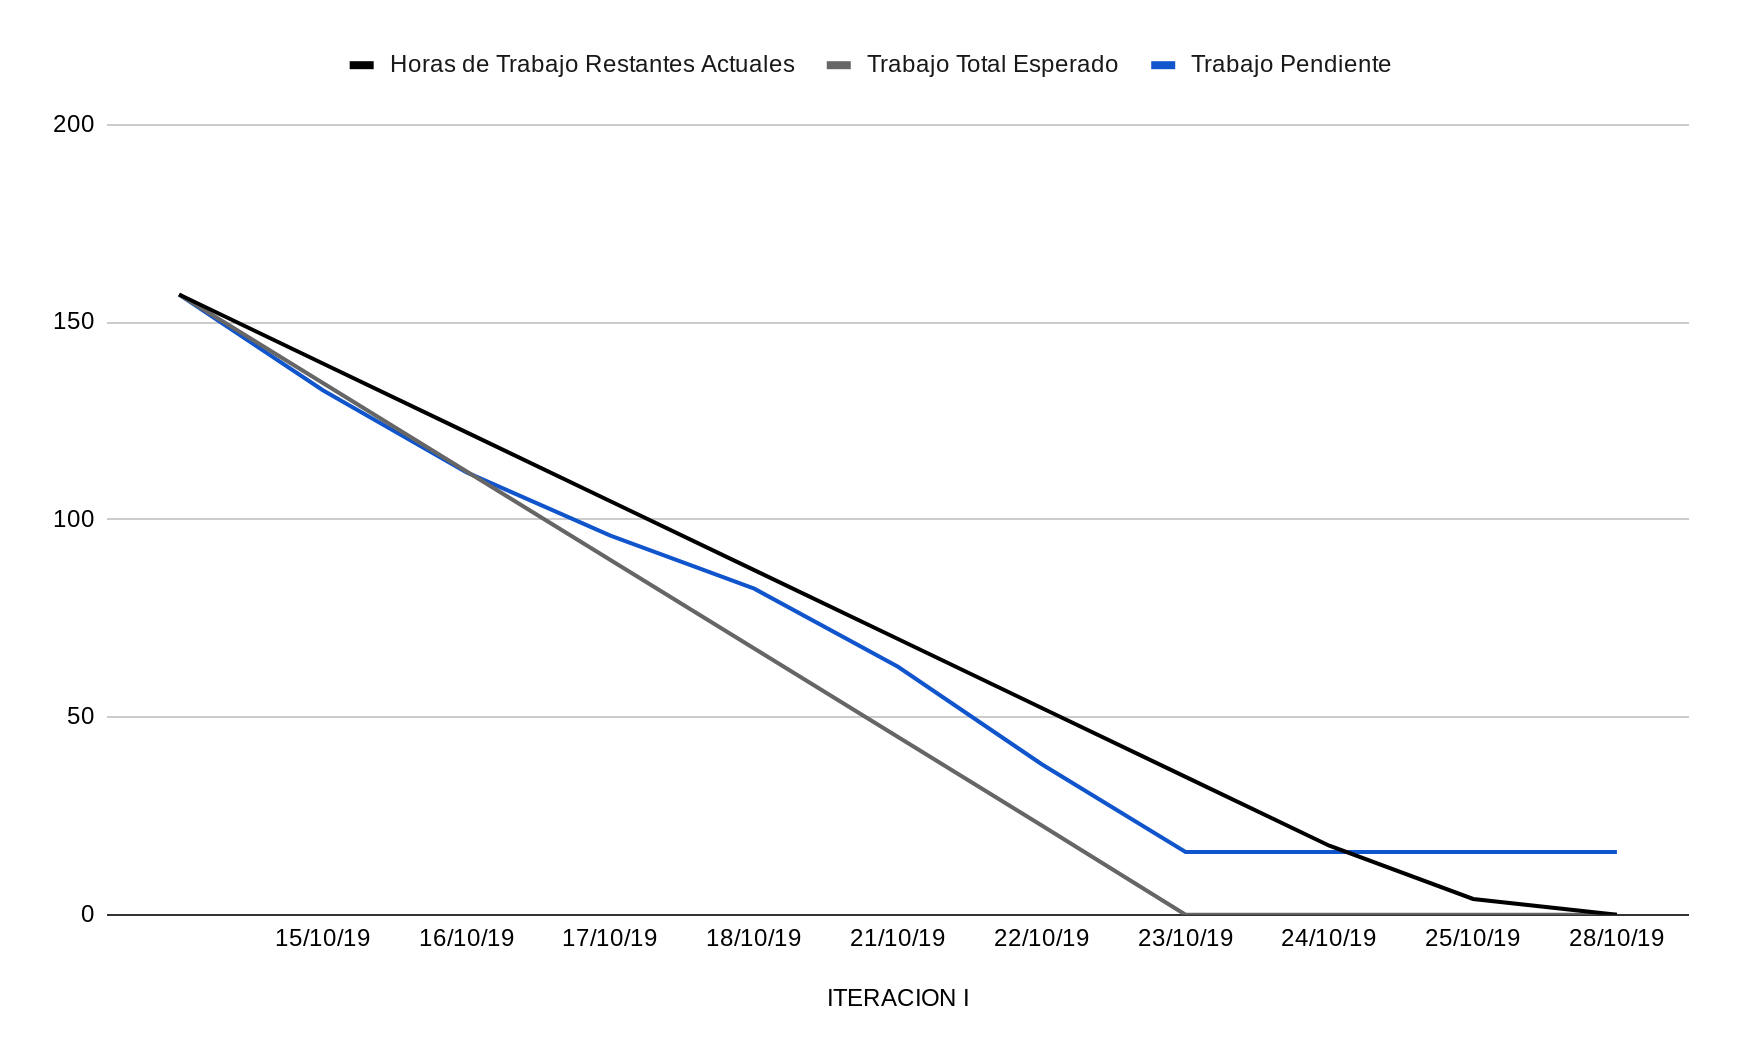 Horas de Trabajo Restantes Actuales Trabajo Total Esperado Trabajo Pendiente
200
150
100
50
0
15/10/19 16/10/19 17/10/19 18/10/19 21/10/19 22/10/19 23/10/19 24/10/19 25/10/19 28/10/19
ITERACION I